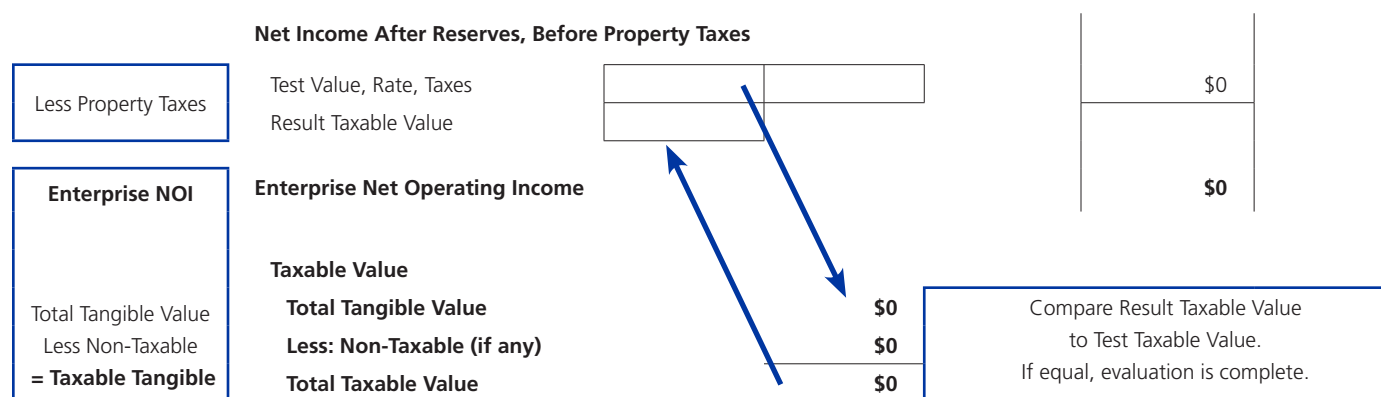 Net Income After Reserves, Before Property Taxes
Less Property Taxes
Test Value, Rate, Taxes
$0
Result Taxable Value
Enterprise NOI
Enterprise Net Operating Income
$0
Taxable Value
Total Tangible Value
Total Tangible Value
$0
Less Non-Taxable
Less: Non-Taxable (if any)
$0
= Taxable Tangible
Total Taxable Value
$0
Compare Result Taxable Value
to Test Taxable Value.
If equal, evaluation is complete.